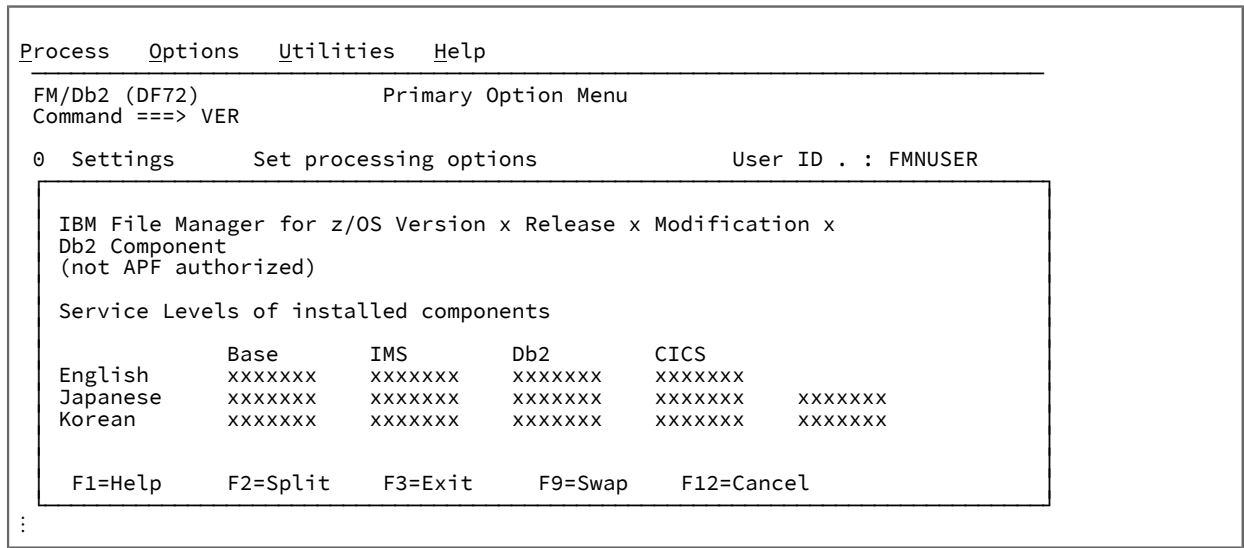 Process   Options   Utilities   Help
FM/Db2 (DF72)              Primary Option Menu
Command ===> VER
0  Settings      Set processing options               User ID . : FMNUSER
IBM File Manager for z/OS Version x Release x Modification x
Db2 Component
(not APF authorized)
Service Levels of installed components
Base       IMS        Db2        CICS
English      xxxxxxx    xxxxxxx    xxxxxxx    xxxxxxx
Japanese     xxxxxxx    xxxxxxx    xxxxxxx    xxxxxxx    xxxxxxx
Korean       xxxxxxx    xxxxxxx    xxxxxxx    xxxxxxx    xxxxxxx
F1=Help     F2=Split    F3=Exit     F9=Swap    F12=Cancel
⋮